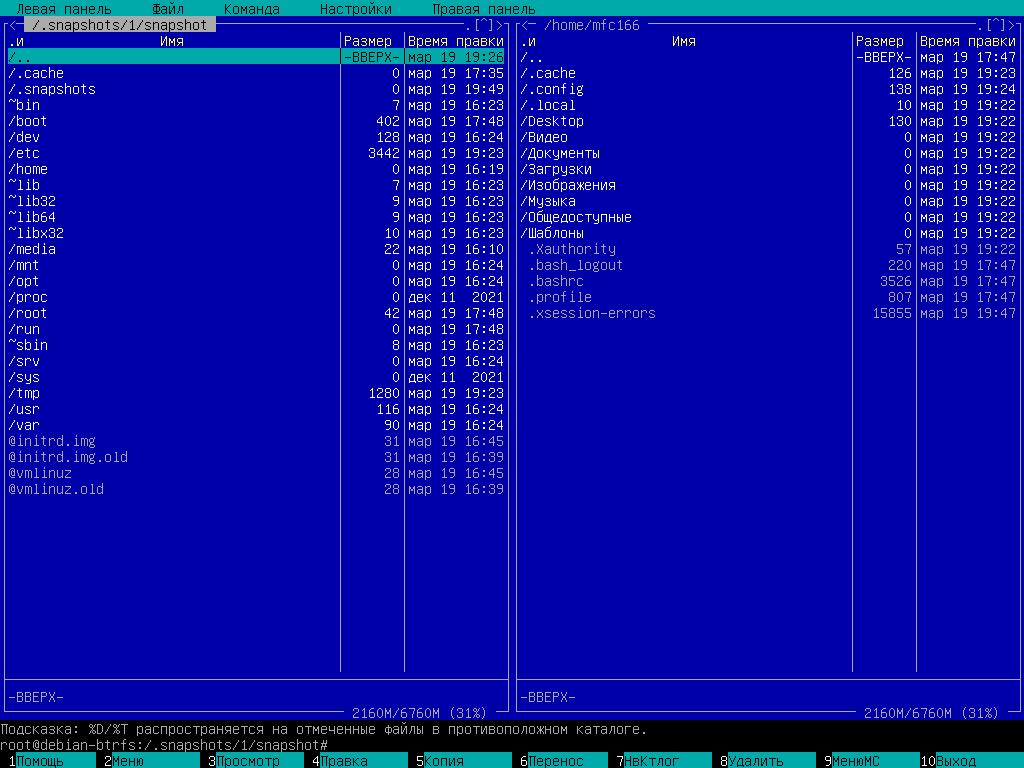 Левая панель Файл Команда Настройки Правая панель
<─ /.snapshots/1/snapshot .[^]>
.и Имя Размер Время правки
/.. -ВВЕРХ- мар 19 19:26
/.cache 0 мар 19 17:35
/.snapshots 0 мар 19 19:49
~bin 7 мар 19 16:23
/boot 402 мар 19 17:48
/dev 128 мар 19 16:24
/etc 3442 мар 19 19:23
/home 0 мар 19 16:19
~lib 7 мар 19 16:23
~lib32 9 мар 19 16:23
~lib64 9 мар 19 16:23
~libx32 10 мар 19 16:23
/media 22 мар 19 16:10
/mnt 0 мар 19 16:24
/opt 0 мар 19 16:24
/proc 0 дек 11 2021
/root 42 мар 19 17:48
/run 0 мар 19 17:48
~sbin 8 мар 19 16:23
/srv 0 мар 19 16:24
/sys 0 дек 11 2021
/tmp 1280 мар 19 19:23
/usr 116 мар 19 16:24
/var 90 мар 19 16:24
@initrd.img 31 мар 19 16:45
@initrd.img.old 31 мар 19 16:39
@vmlinuz 28 мар 19 16:45
@vmlinuz.old 28 мар 19 16:39
-ВВЕРХ-
2160M/6760M (31%)
<─ /home/mfc166 .[^]>
.и Имя Размер Время правки
/.. -ВВЕРХ- мар 19 17:47
/.cache 126 мар 19 19:23
/.config 138 мар 19 19:24
/.local 10 мар 19 19:22
/Desktop 130 мар 19 19:22
/Видео 0 мар 19 19:22
/Документы 0 мар 19 19:22
/Загрузки 0 мар 19 19:22
/Изображения 0 мар 19 19:22
/Музыка 0 мар 19 19:22
/Общедоступные 0 мар 19 19:22
/Шаблоны 0 мар 19 19:22
.Xauthority 57 мар 19 19:22
.bash_logout 220 мар 19 17:47
.bashrc 3526 мар 19 17:47
.profile 807 мар 19 17:47
.xsession-errors 15855 мар 19 19:47
-ВВЕРХ-
2160M/6760M (31%)
Подсказка: %D/%T распространяется на отмеченные файлы в противоположном каталоге.
root@debian-btrfs:/.snapshots/1/snapshot#
1Помощь 2Меню 3Просмотр 4Правка 5Копия 6Перенос 7НвКтлог 8Удалить 9МенюМС 10Выход